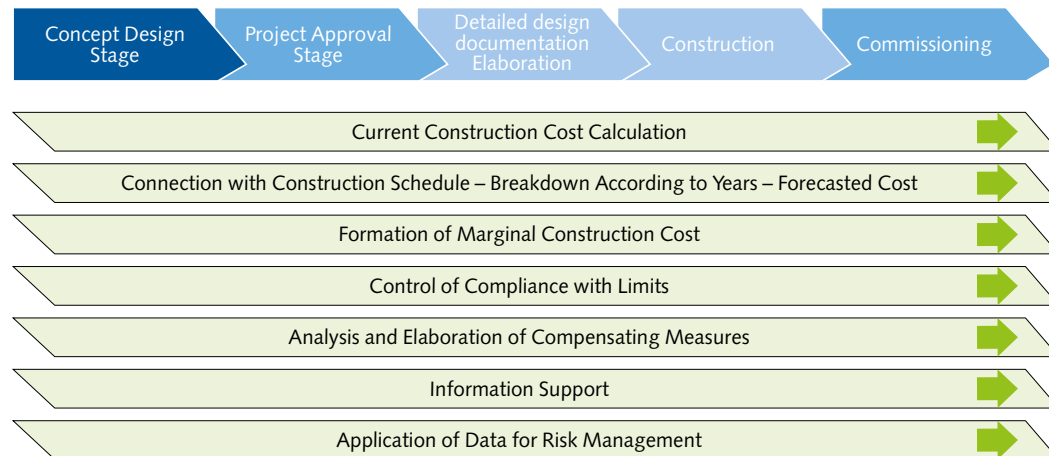 Concept Design
Stage
Project Approval
Stage
Detailed design
documentation
Elaboration
Construction
Commissioning
Current Construction Cost Calculation
Connection with Construction Schedule – Breakdown According to Years – Forecasted Cost
Formation of Marginal Construction Cost
Control of Compliance with Limits
Analysis and Elaboration of Compensating Measures
Information Support
Application of Data for Risk Management